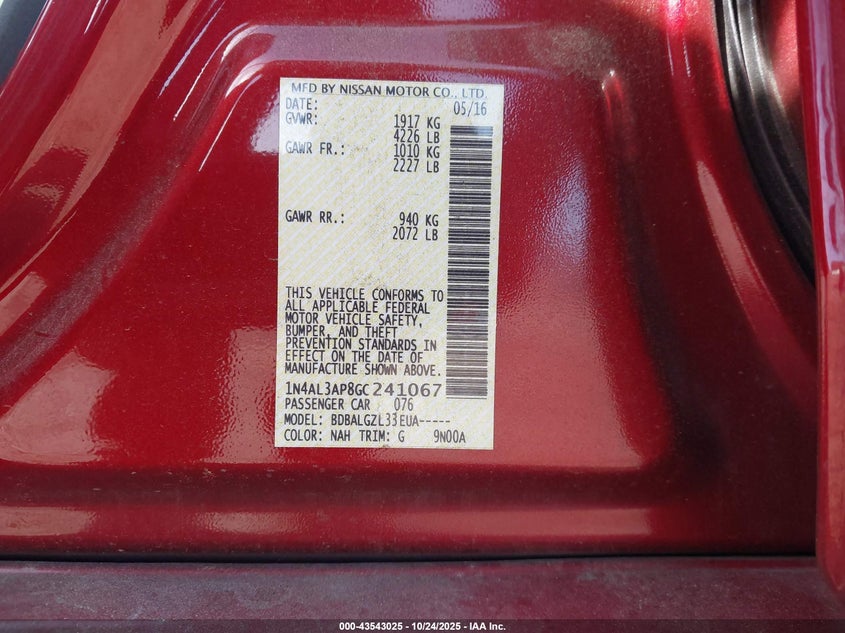 MFD BY NISSAN MOTOR CO., LTD.
DATE: 05/16
GVWR: 1917 KG
4226 LB
GAWR FR.: 1010 KG
2227 LB
GAWR RR.: 940 KG
2072 LB
THIS VEHICLE CONFORMS TO
ALL APPLICABLE FEDERAL
MOTOR VEHICLE SAFETY,
BUMPER, AND THEFT
PREVENTION STANDARDS IN
EFFECT ON THE DATE OF
MANUFACTURE SHOWN ABOVE.
1N4AL3AP8GC241067
PASSENGER CAR 076
MODEL: BDBALGZL33EUA-----
COLOR: NAH TRIM: G 9N00A
000-43543025 - 10/24/2025 - IAA Inc.